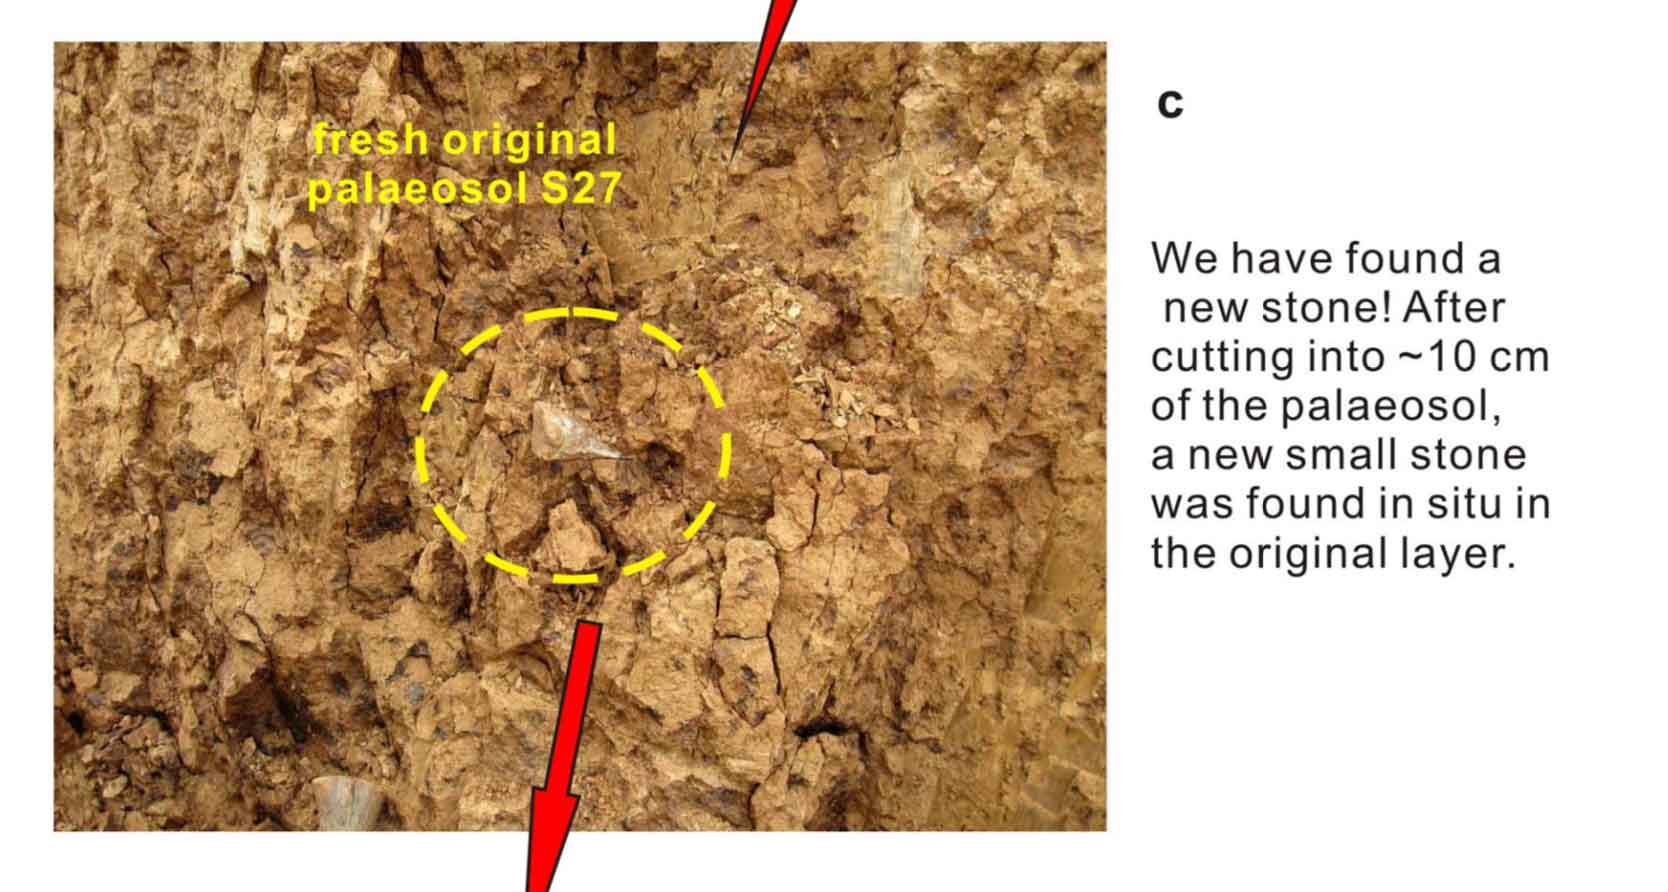 fresh original
palaeosol S27
c
We have found a
new stone! After
cutting into ~10 cm
of the palaeosol,
a new small stone
was found in situ in
the original layer.